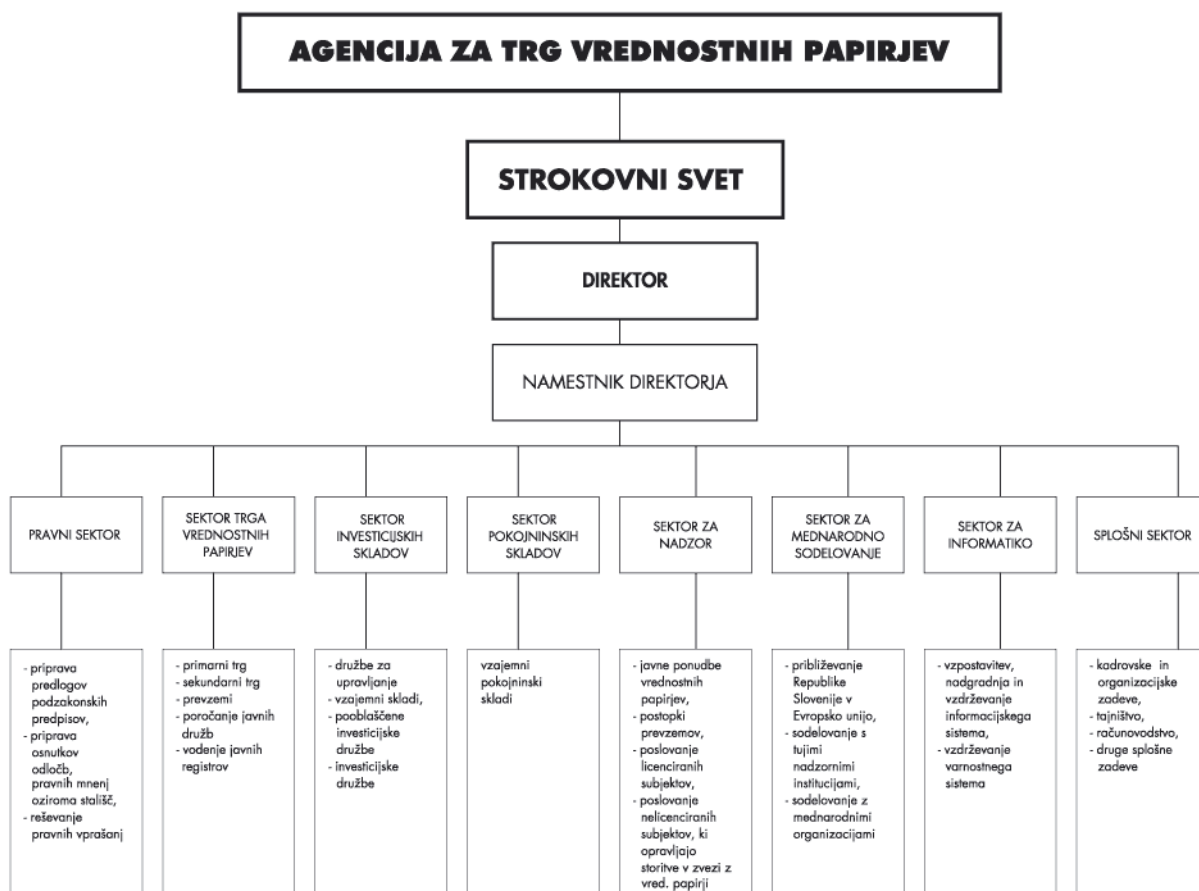 AGENCIJA ZA TRG VREDNOSTNIH PAPIRJEV
STROKOVNI SVET
DIREKTOR
NAMESTNIK DIREKTORJA
PRAVNI SEKTOR
SEKTOR TRGA
VREDNOSTNIH
PAPIRJEV
SEKTOR
INVESTICIJSKIH
SKLADOV
SEKTOR
POKOJNINSKIH
SKLADOV
SEKTOR ZA
NADZOR
SEKTOR ZA
MEDNARODNO
SODELOVANJE
SEKTOR ZA
INFORMATIKO
SPLOŠNI SEKTOR
- priprava
predlogov
podzakonskih
predpisov,
- priprava
osnutkov
odločb,
pravnih mnenj
oziroma stališč,
- reševanje
pravnih vprašanj
- primarni trg
- sekundarni trg
- prevzemi
- poročanje javnih
družb
- vodenje javnih
registrov
- družbe za
upravljanje
- vzajemni skladi,
- pooblaščene
investicijske
družbe
- investicijske
družbe
vzajemni
pokojninski
skladi
- javne ponudbe
vrednostnih
papirjev,
- postopki
prevzemov,
- poslovanje
licenciranih
subjektov,
- poslovanje
nelicenciranih
subjektov, ki
opravljajo
storitve v zvezi z
vred. papirji
- približevanje
Republike
Slovenije v
Evropsko unijo,
- sodelovanje s
tujimi
nadzornimi
institucijami,
- sodelovanje z
mednarodnimi
organizacijami
- vzpostavitev,
nadgradnja in
vzdrževanje
informacijskega
sistema,
- vzdrževanje
varnostnega
sistema
- kadrovske in
organizacijske
zadeve,
- tajništvo,
- računovodstvo,
- druge splošne
zadeve